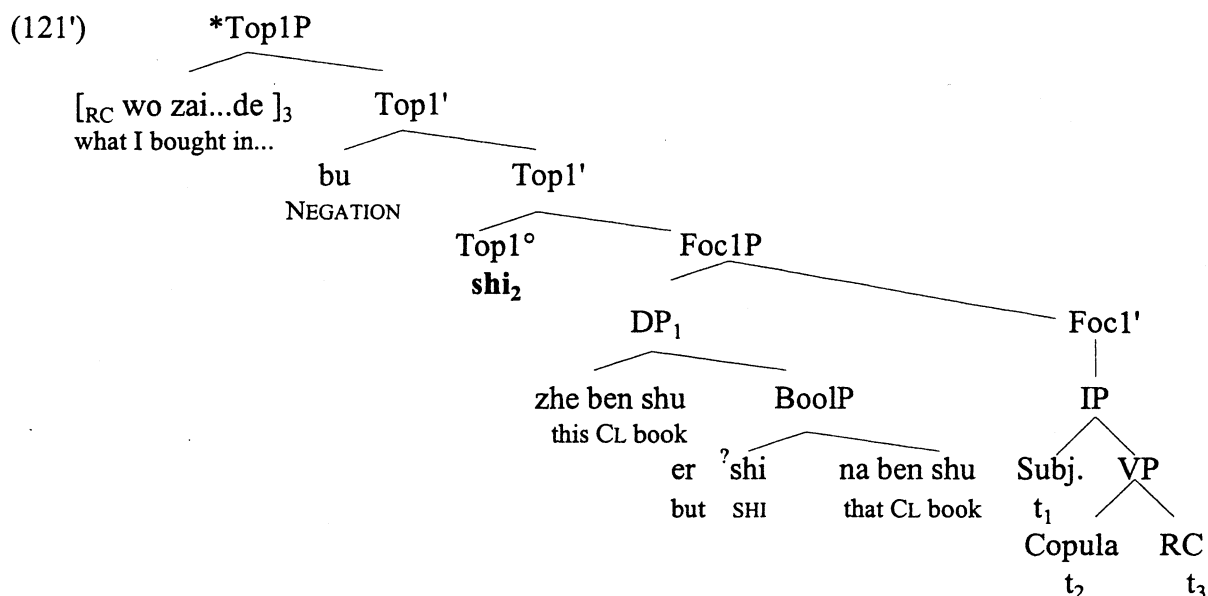 (121') *Top1P
[RC wo zai...de ]3 Top1'
what I bought in...
bu Top1'
NEGATION
Top1° Foc1P
shi2
DP1 Foc1'
zhe ben shu BoolP IP
this CL book
er ?shi na ben shu Subj. VP
but SHI that CL book t1
Copula RC
t2 t3